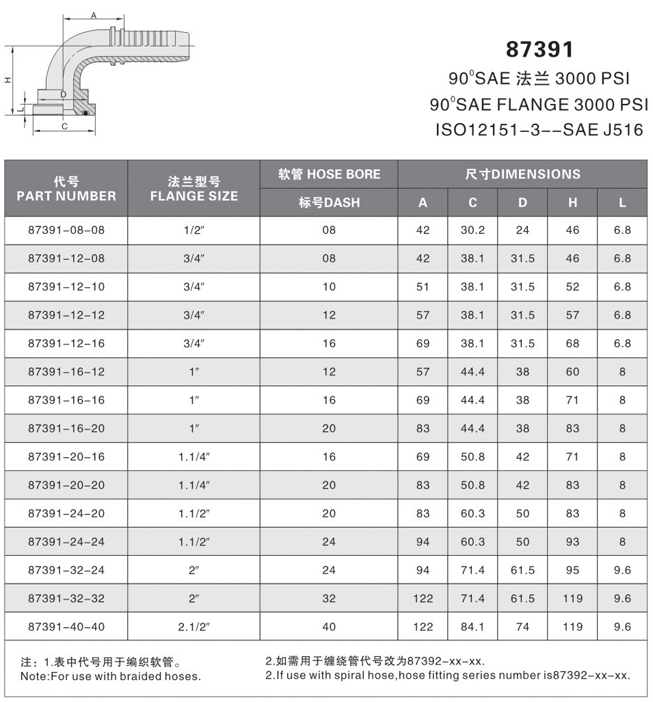 A
H
D
L
C
87391
90⁰SAE 法兰 3000 PSI
90⁰SAE FLANGE 3000 PSI
ISO12151-3--SAE J516
代号 法兰型号 软管 HOSE BORE 尺寸DIMENSIONS
PART NUMBER FLANGE SIZE 标号DASH A C D H L
87391-08-08 1/2″ 08 42 30.2 24 46 6.8
87391-12-08 3/4″ 08 42 38.1 31.5 46 6.8
87391-12-10 3/4″ 10 51 38.1 31.5 52 6.8
87391-12-12 3/4″ 12 57 38.1 31.5 57 6.8
87391-12-16 3/4″ 16 69 38.1 31.5 68 6.8
87391-16-12 1″ 12 57 44.4 38 60 8
87391-16-16 1″ 16 69 44.4 38 71 8
87391-16-20 1″ 20 83 44.4 38 83 8
87391-20-16 1.1/4″ 16 69 50.8 42 71 8
87391-20-20 1.1/4″ 20 83 50.8 42 83 8
87391-24-20 1.1/2″ 20 83 60.3 50 83 8
87391-24-24 1.1/2″ 24 94 60.3 50 93 8
87391-32-24 2″ 24 94 71.4 61.5 95 9.6
87391-32-32 2″ 32 122 71.4 61.5 119 9.6
87391-40-40 2.1/2″ 40 122 84.1 74 119 9.6
注：1.表中代号用于编织软管。 2.如需用于缠绕管代号改为87392-xx-xx.
Note:For use with braided hoses. 2.If use with spiral hose,hose fitting series number is87392-xx-xx.